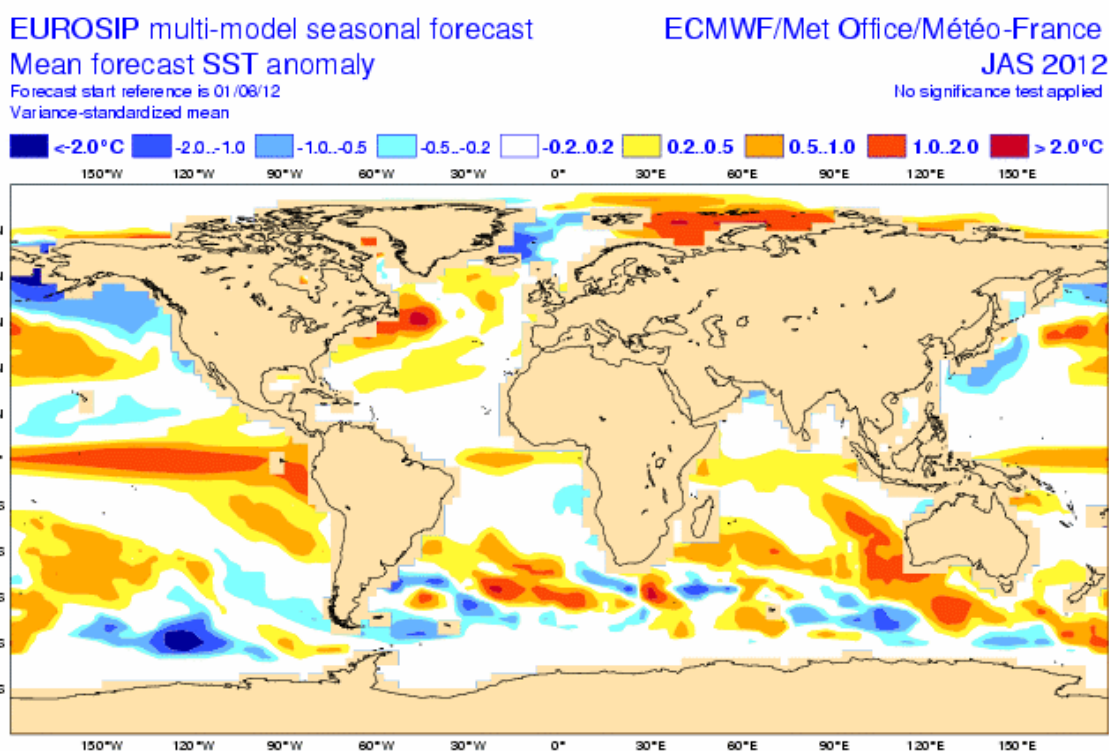 EUROSIP multi-model seasonal forecast ECMWF/Met Office/Météo-France
Mean forecast SST anomaly JAS 2012
Forecast start reference is 01/06/12 No significance test applied
Variance-standardized mean
<-2.0°C -2.0..-1.0 -1.0..-0.5 -0.5..-0.2 -0.2..0.2 0.2..0.5 0.5..1.0 1.0..2.0 > 2.0°C
150°W 120°W 90°W 60°W 30°W 0° 30°E 60°E 90°E 120°E 150°E
N
N
N
N
N
S
S
S
S
S
150°W 120°W 90°W 60°W 30°W 0° 30°E 60°E 90°E 120°E 150°E